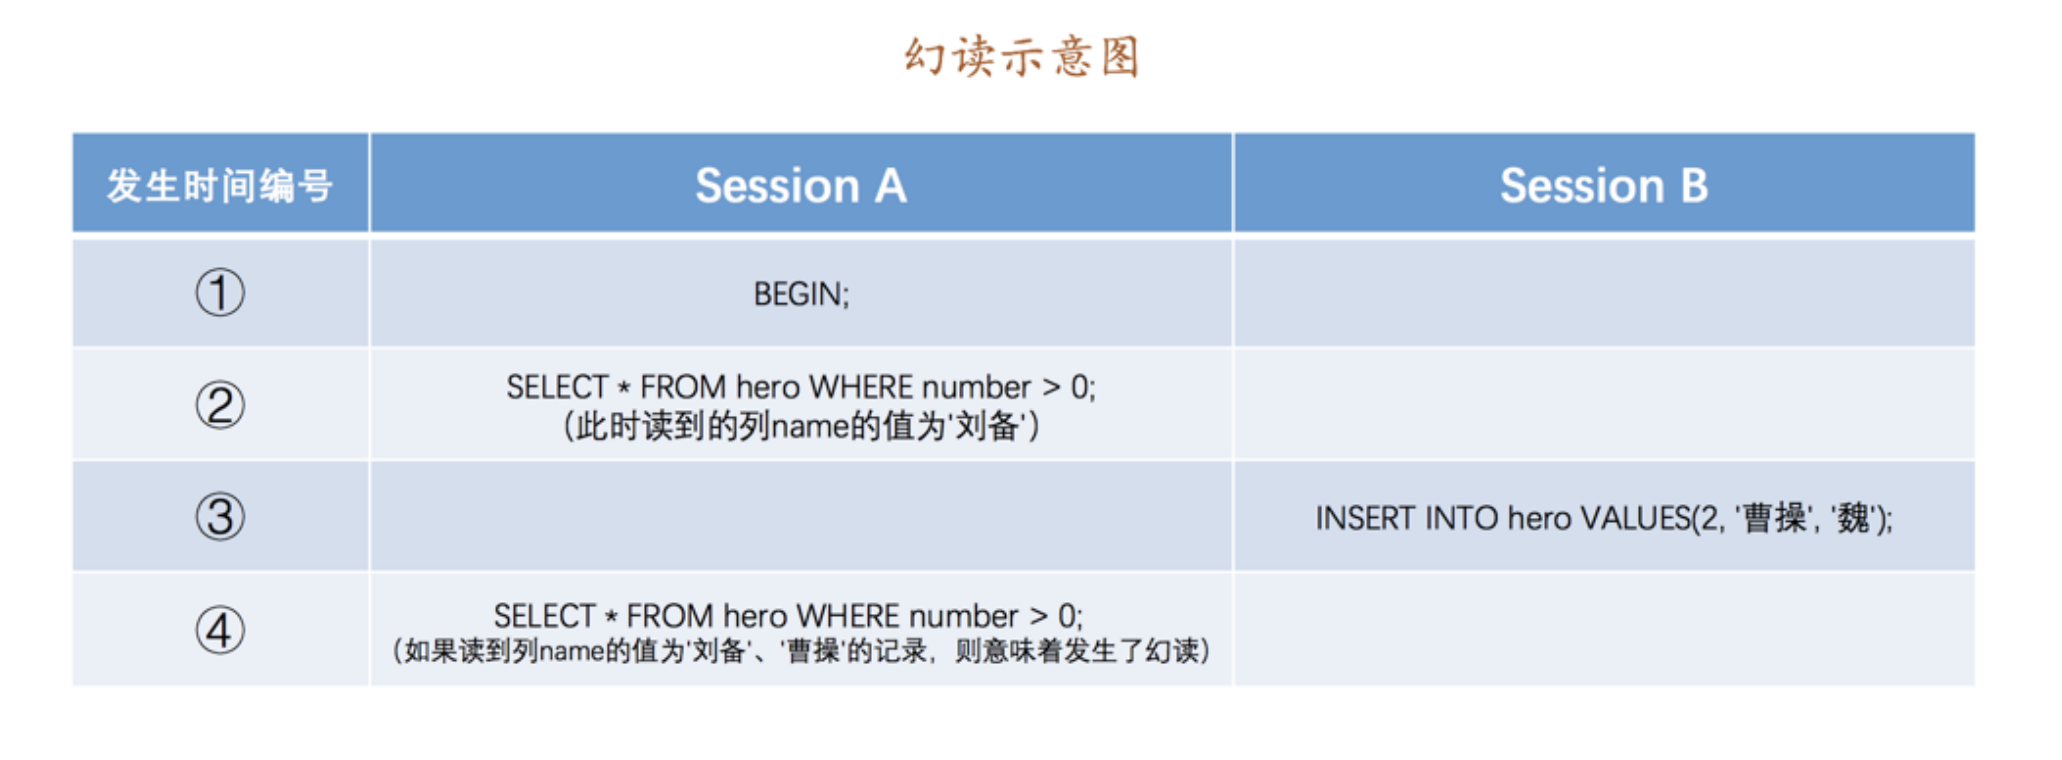 幻读示意图
发生时间编号 Session A Session B
① BEGIN;
② SELECT * FROM hero WHERE number > 0;
（此时读到的列name的值为'刘备'）
③ INSERT INTO hero VALUES(2, '曹操', '魏');
④ SELECT * FROM hero WHERE number > 0;
（如果读到列name的值为'刘备'、'曹操'的记录，则意味着发生了幻读）